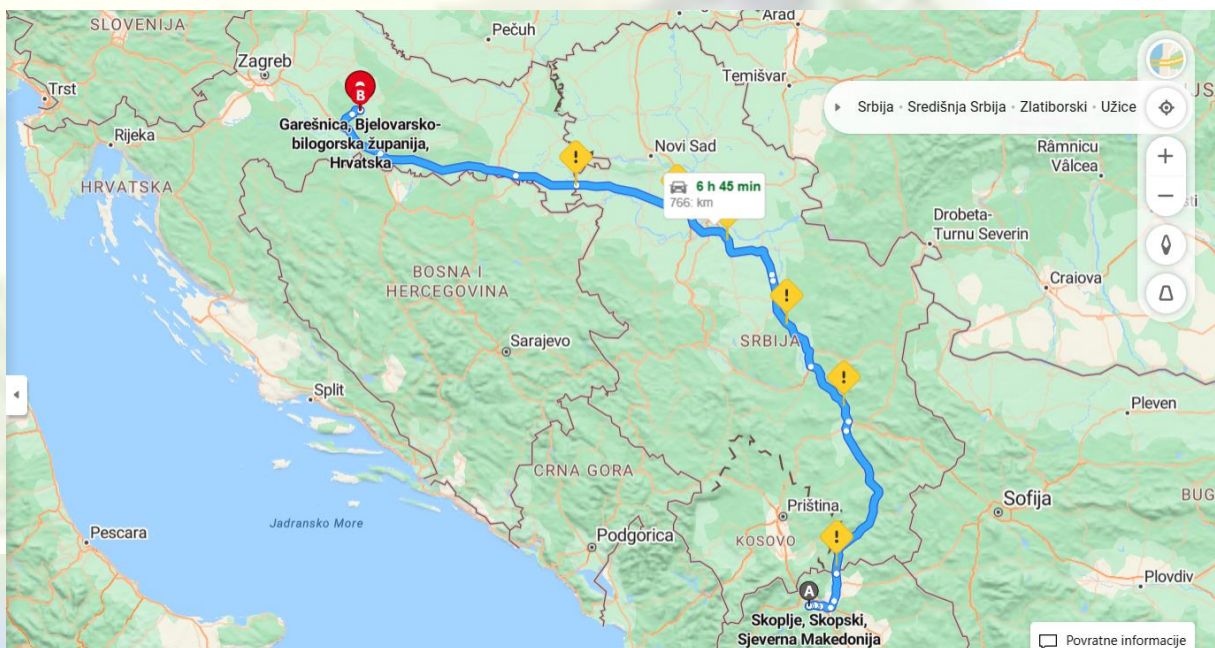 SLOVENIJA
Pečuh
Arad
Zagreb
Temišvar
Trst
B
Garešnica, Bjelovarsko-
bilogorska županija,
Hrvatska
Srbija • Središnja Srbija • Zlatiborski • Užice
Rijeka
Novi Sad
Râmnicu
Vâlcea
HRVATSKA
6 h 45 min
766: km
Drobeta-
Turnu Severin
BOSNA I
HERCEGOVINA
Craiova
SRBIJA
Sarajevo
Split
Pleven
CRNA GORA
Sofija
BUG
Priština
Jadransko More
Pescara
Podgorica
KOSOVO
Plovdiv
A
Skoplje, Skopski,
Sjeverna Makedonija
Povratne informacije